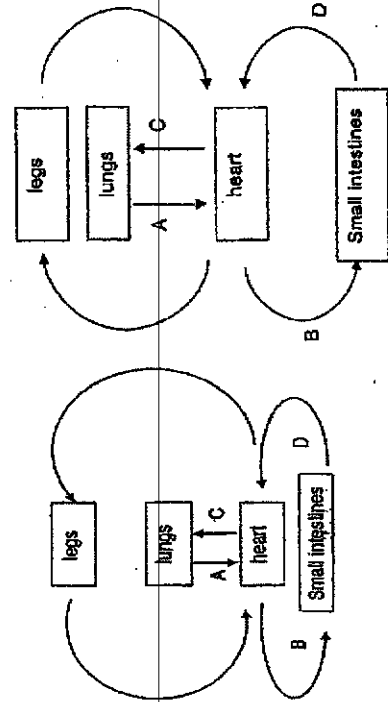 legs
lungs
A
C
heart
B
D
Small intestines
legs
lungs
A
C
heart
B
D
Small intestines